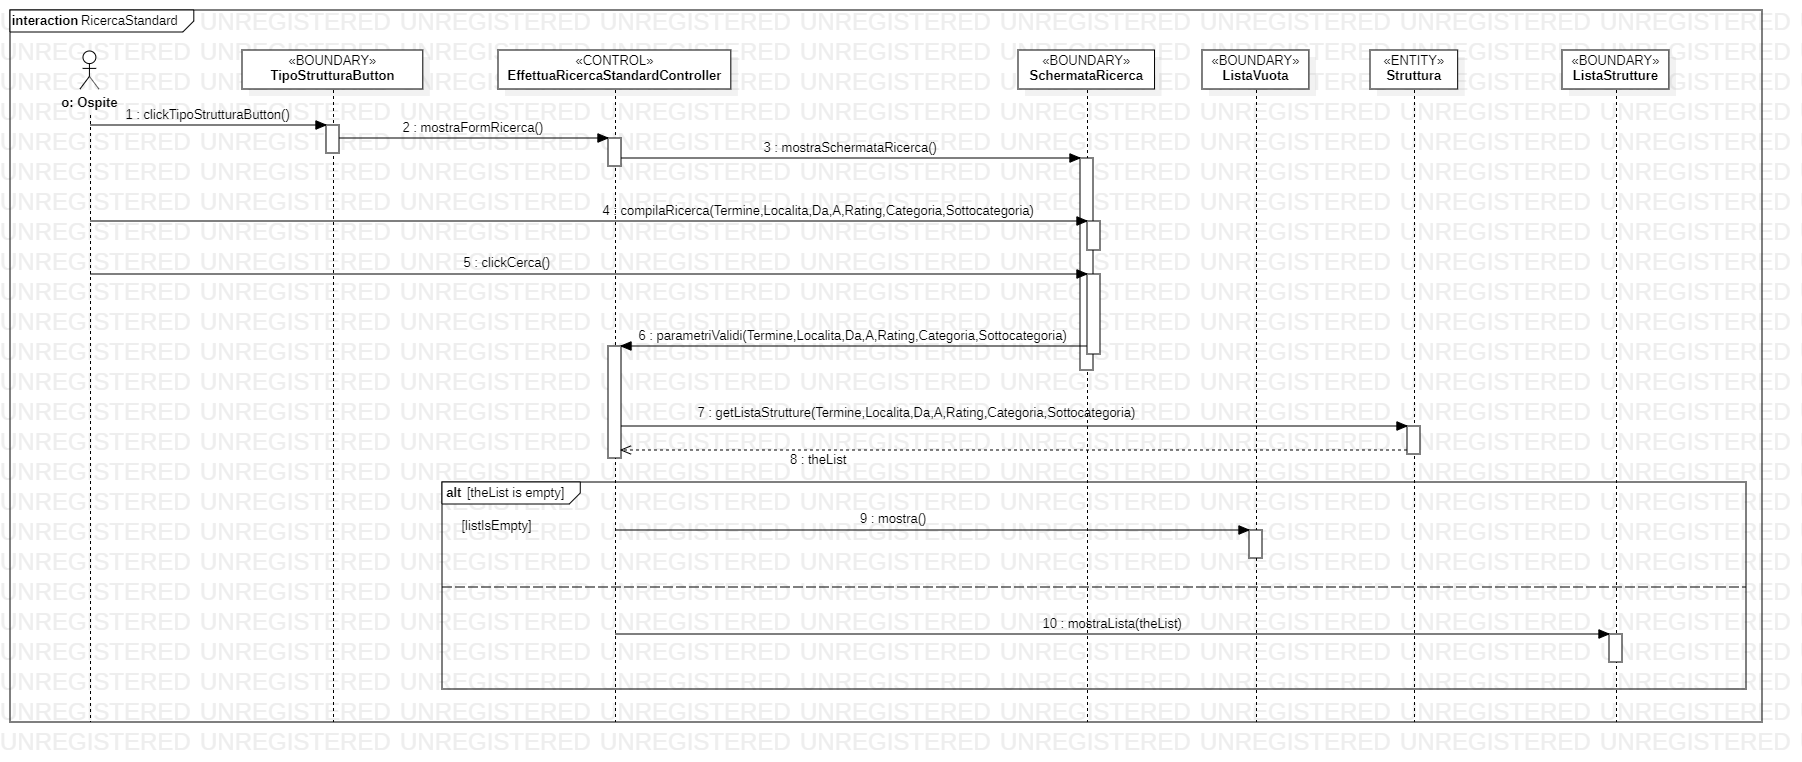 interaction RicercaStandard
o: Ospite
«BOUNDARY»
TipoStrutturaButton
«CONTROL»
EffettuaRicercaStandardController
«BOUNDARY»
SchermataRicerca
«BOUNDARY»
ListaVuota
«ENTITY»
Struttura
«BOUNDARY»
ListaStrutture
1 : clickTipoStrutturaButton()
2 : mostraFormRicerca()
3 : mostraSchermataRicerca()
4 : compilaRicerca(Termine,Localita,Da,A,Rating,Categoria,Sottocategoria)
5 : clickCerca()
6 : parametriValidi(Termine,Localita,Da,A,Rating,Categoria,Sottocategoria)
7 : getListaStrutture(Termine,Localita,Da,A,Rating,Categoria,Sottocategoria)
8 : theList
alt [theList is empty]
[listIsEmpty]
9 : mostra()
10 : mostraLista(theList)
UNREGISTERED